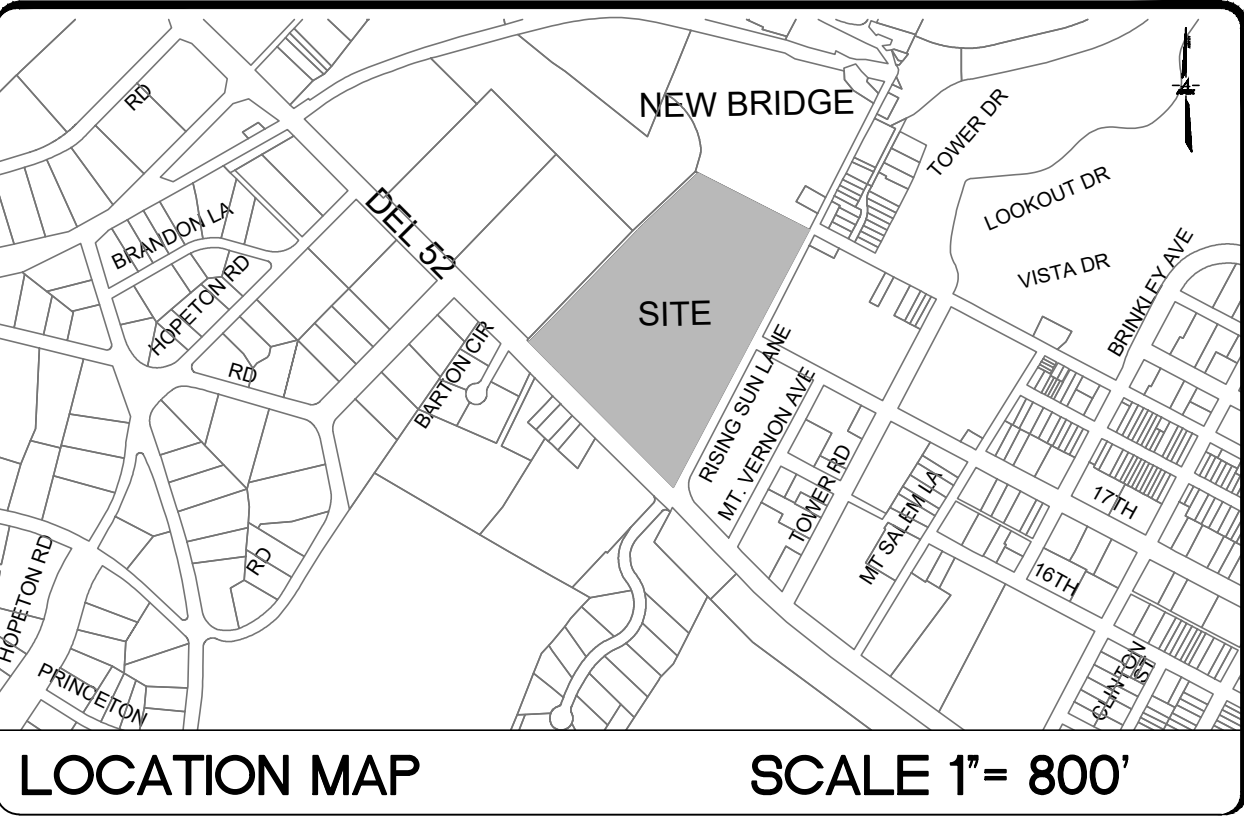 RD
NEW BRIDGE
TOWER DR
LOOKOUT DR
BRANDON LA
DEL 52
VISTA DR
BRINKLEY AVE
HOPETON RD
SITE
RD
BARTON CIR
RISING SUN LANE
MT. VERNON AVE
TOWER RD
MT SALEM LA
17TH
16TH
RD
HOPETON RD
PRINCETON
CLINTON
ST
LOCATION MAP
SCALE 1"= 800'